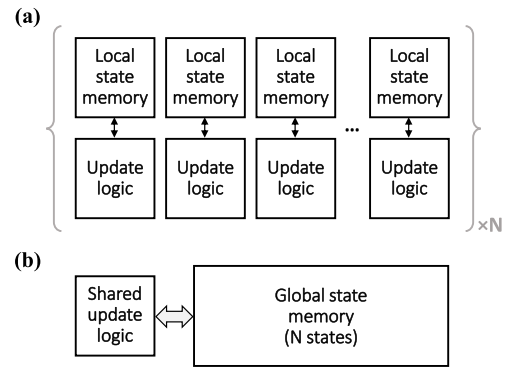 (a)
Local
state
memory
Local
state
memory
Local
state
memory
...
Local
state
memory
Update
logic
Update
logic
Update
logic
Update
logic
×N
(b)
Shared
update
logic
Global state
memory
(N states)